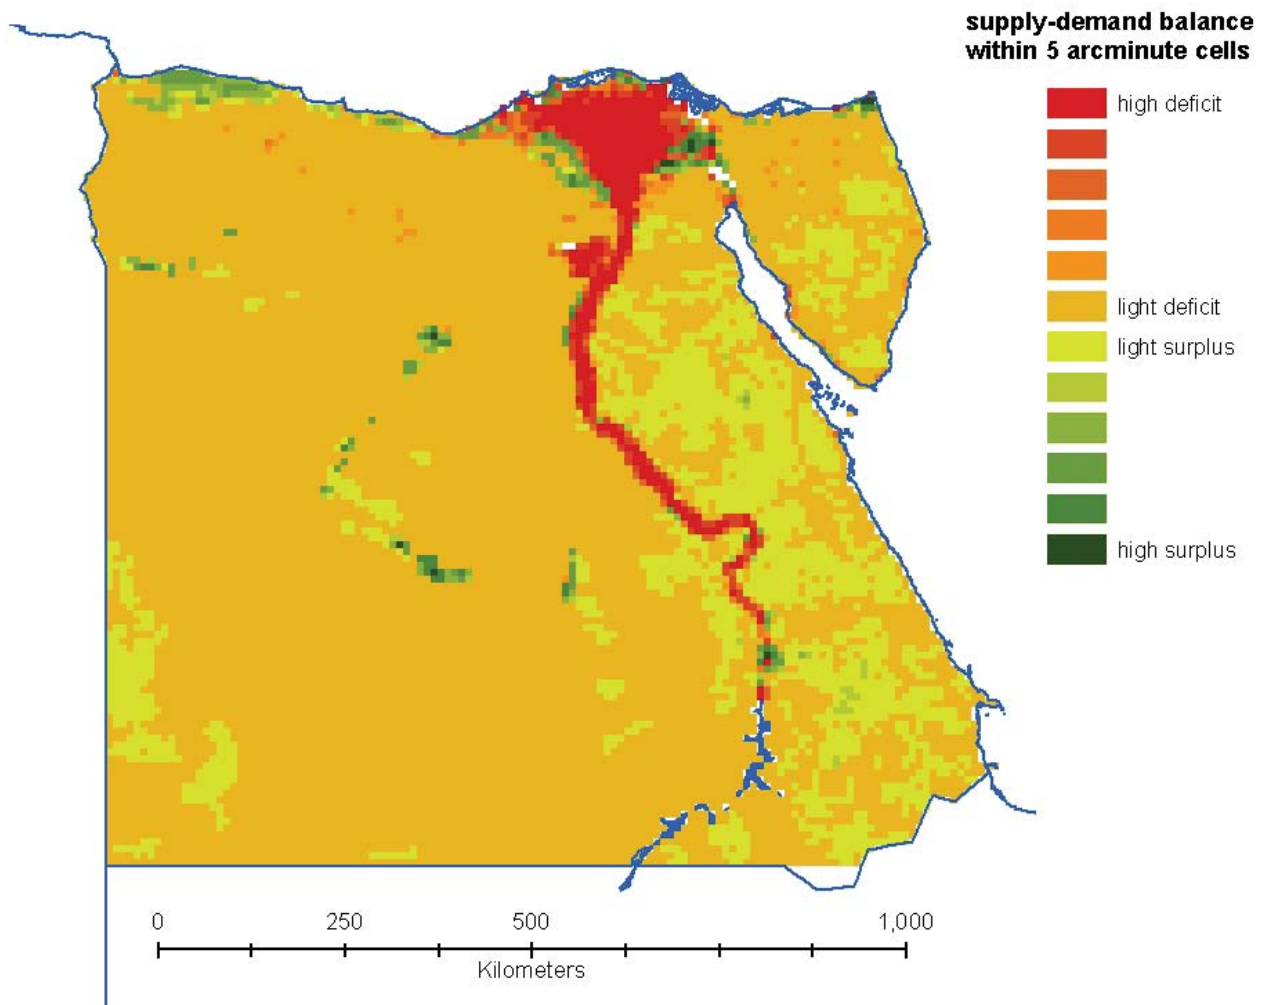 supply-demand balance
within 5 arcminute cells
high deficit
light deficit
light surplus
high surplus
0 250 500 1,000
Kilometers